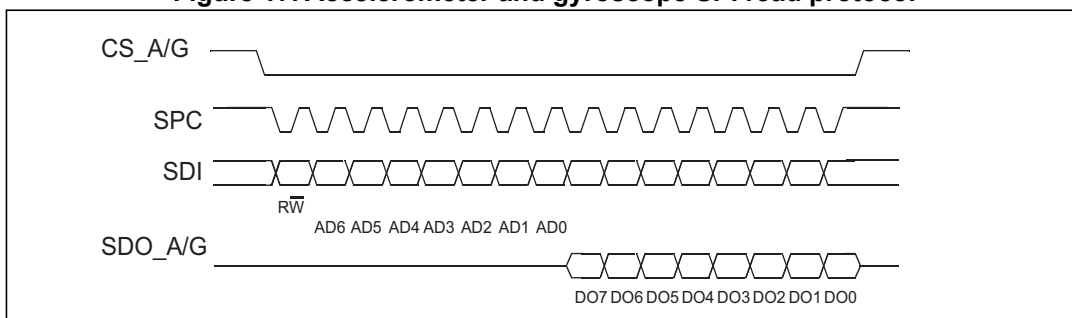 CS_A/G
SPC
SDI
RW̅
AD6 AD5 AD4 AD3 AD2 AD1 AD0
SDO_A/G
DO7 DO6 DO5 DO4 DO3 DO2 DO1 DO0